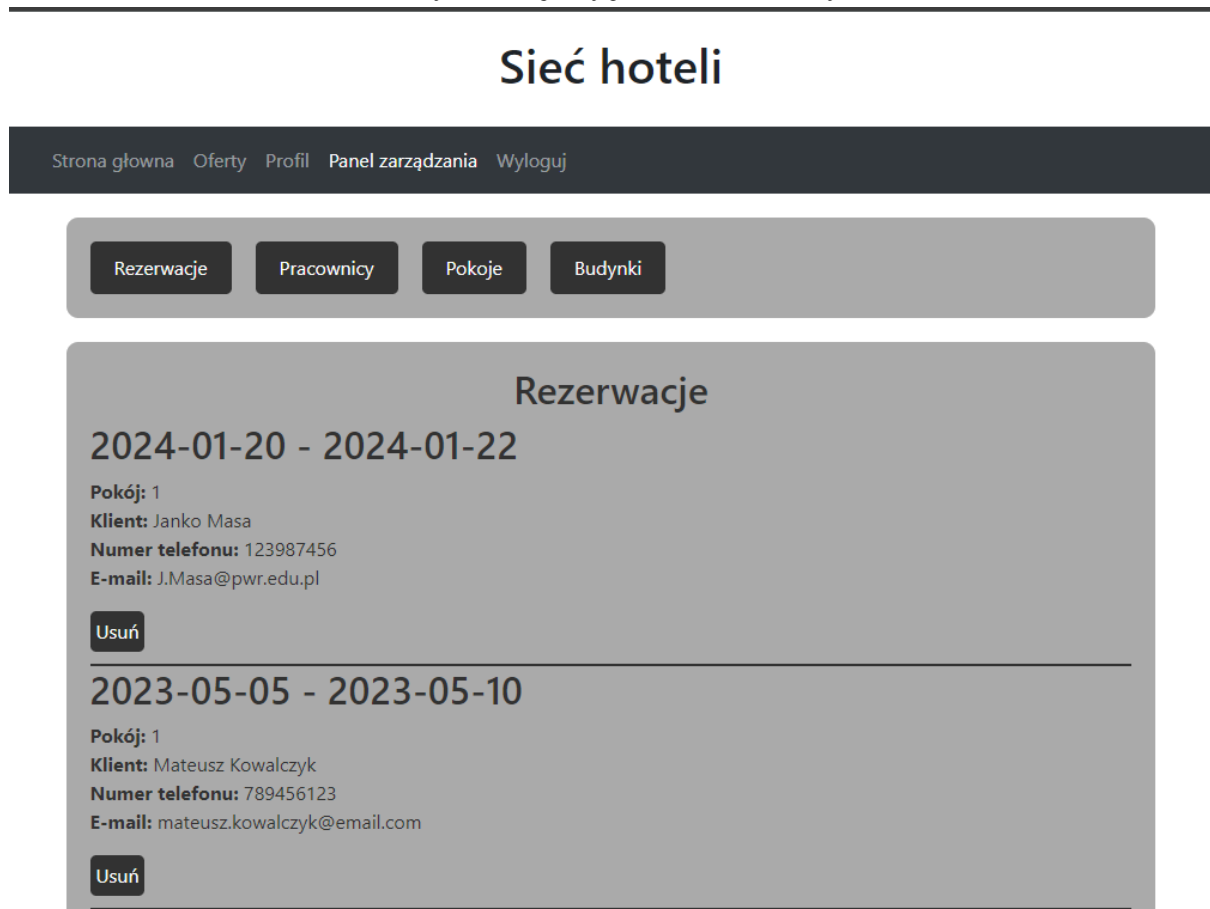 Sieć hoteli
Strona głowna Oferty Profil Panel zarządzania Wyloguj
Rezerwacje Pracownicy Pokoje Budynki
Rezerwacje
2024-01-20 - 2024-01-22
Pokój: 1
Klient: Janko Masa
Numer telefonu: 123987456
E-mail: J.Masa@pwr.edu.pl
Usuń
2023-05-05 - 2023-05-10
Pokój: 1
Klient: Mateusz Kowalczyk
Numer telefonu: 789456123
E-mail: mateusz.kowalczyk@email.com
Usuń